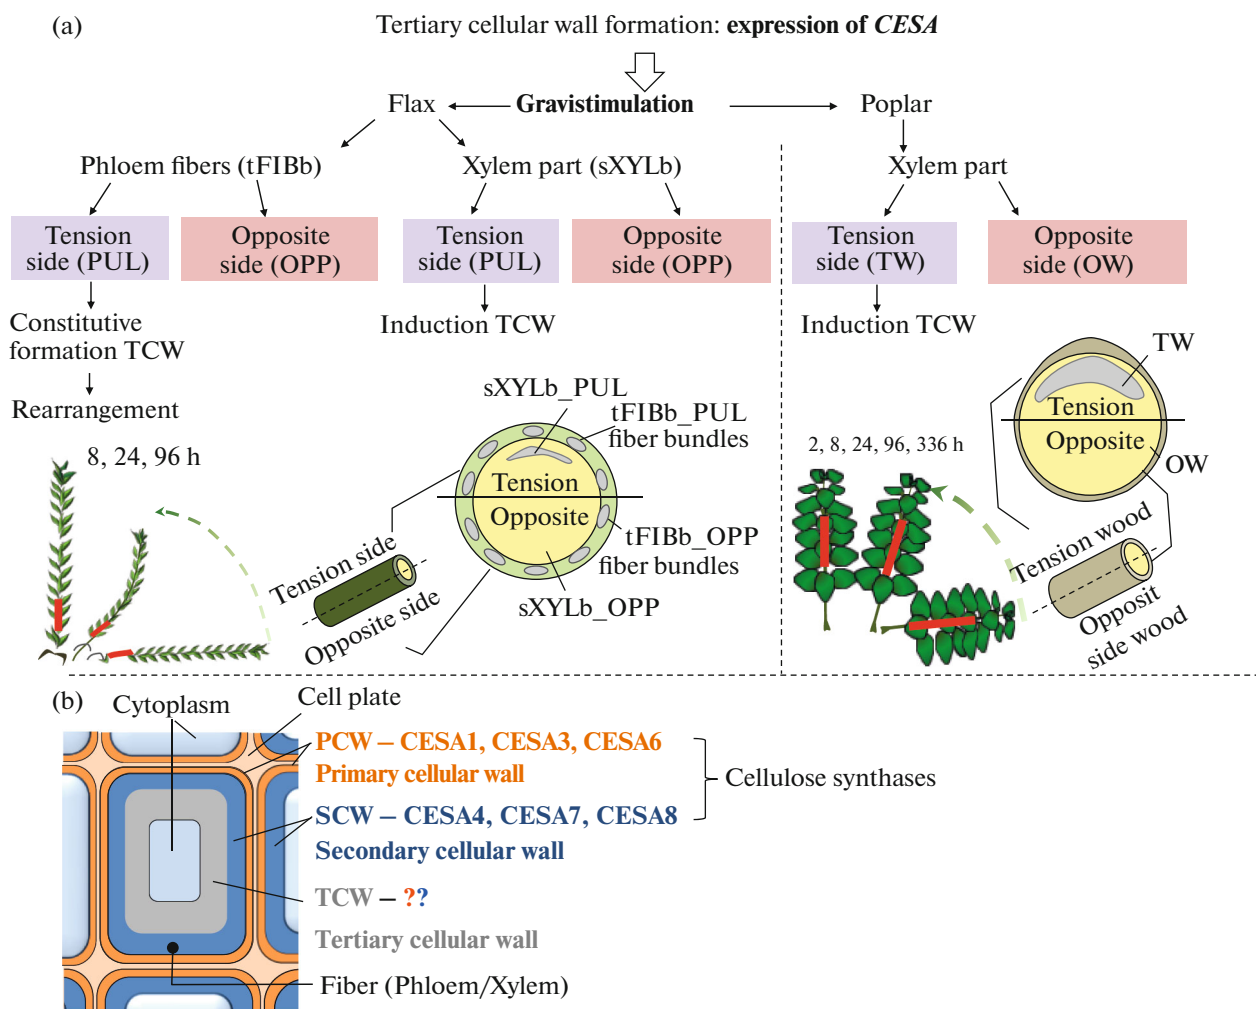 (a)
Tertiary cellular wall formation: expression of CESA
Flax
Gravistimulation
Poplar
Phloem fibers (tFIBb)
Xylem part (sXYLb)
Xylem part
Tension
side (PUL)
Opposite
side (OPP)
Tension
side (PUL)
Opposite
side (OPP)
Tension
side (TW)
Opposite
side (OW)
Constitutive
formation TCW
Induction TCW
Induction TCW
Rearrangement
8, 24, 96 h
sXYLb_PUL
tFIBb_PUL
fiber bundles
Tension
Opposite
tFIBb_OPP
fiber bundles
sXYLb_OPP
Tension side
Opposite side
TW
Tension
Opposite
OW
2, 8, 24, 96, 336 h
Tension wood
Opposit
side wood
(b)
Cytoplasm
Cell plate
PCW – CESA1, CESA3, CESA6
Primary cellular wall
Cellulose synthases
SCW – CESA4, CESA7, CESA8
Secondary cellular wall
TCW – ??
Tertiary cellular wall
Fiber (Phloem/Xylem)